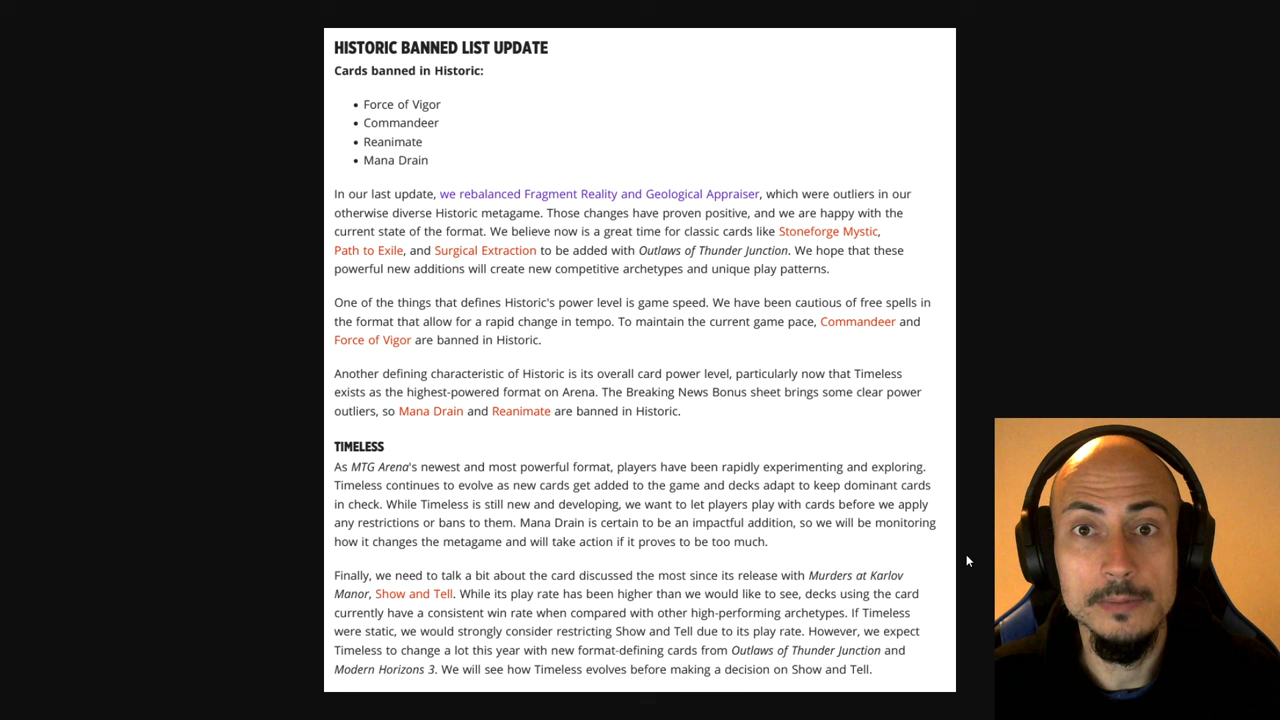 HISTORIC BANNED LIST UPDATE
Cards banned in Historic:
• Force of Vigor
• Commandeer
• Reanimate
• Mana Drain
In our last update, we rebalanced Fragment Reality and Geological Appraiser, which were outliers in our
otherwise diverse Historic metagame. Those changes have proven positive, and we are happy with the
current state of the format. We believe now is a great time for classic cards like Stoneforge Mystic,
Path to Exile, and Surgical Extraction to be added with Outlaws of Thunder Junction. We hope that these
powerful new additions will create new competitive archetypes and unique play patterns.
One of the things that defines Historic's power level is game speed. We have been cautious of free spells in
the format that allow for a rapid change in tempo. To maintain the current game pace, Commandeer and
Force of Vigor are banned in Historic.
Another defining characteristic of Historic is its overall card power level, particularly now that Timeless
exists as the highest-powered format on Arena. The Breaking News Bonus sheet brings some clear power
outliers, so Mana Drain and Reanimate are banned in Historic.
TIMELESS
As MTG Arena's newest and most powerful format, players have been rapidly experimenting and exploring.
Timeless continues to evolve as new cards get added to the game and decks adapt to keep dominant cards
in check. While Timeless is still new and developing, we want to let players play with cards before we apply
any restrictions or bans to them. Mana Drain is certain to be an impactful addition, so we will be monitoring
how it changes the metagame and will take action if it proves to be too much.
Finally, we need to talk a bit about the card discussed the most since its release with Murders at Karlov
Manor, Show and Tell. While its play rate has been higher than we would like to see, decks using the card
currently have a consistent win rate when compared with other high-performing archetypes. If Timeless
were static, we would strongly consider restricting Show and Tell due to its play rate. However, we expect
Timeless to change a lot this year with new format-defining cards from Outlaws of Thunder Junction and
Modern Horizons 3. We will see how Timeless evolves before making a decision on Show and Tell.